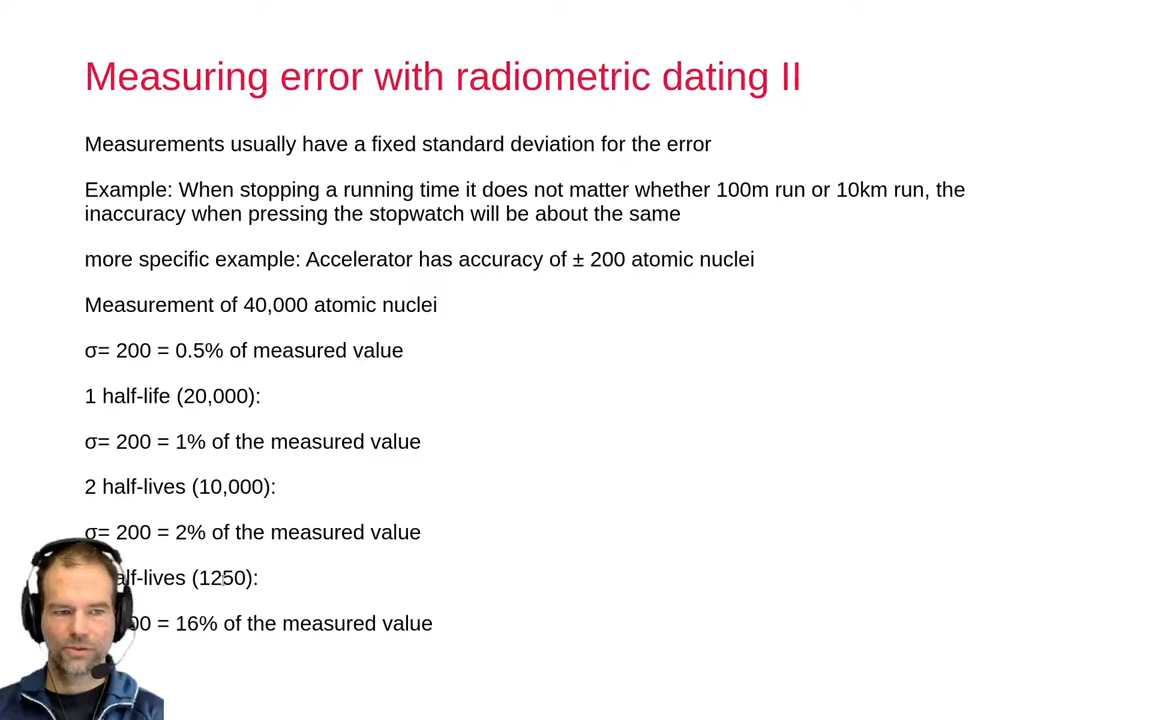 Measuring error with radiometric dating II
Measurements usually have a fixed standard deviation for the error
Example: When stopping a running time it does not matter whether 100m run or 10km run, the
inaccuracy when pressing the stopwatch will be about the same
more specific example: Accelerator has accuracy of ± 200 atomic nuclei
Measurement of 40,000 atomic nuclei
σ= 200 = 0.5% of measured value
1 half-life (20,000):
σ= 200 = 1% of the measured value
2 half-lives (10,000):
σ= 200 = 2% of the measured value
(1250):
= 16% of the measured value